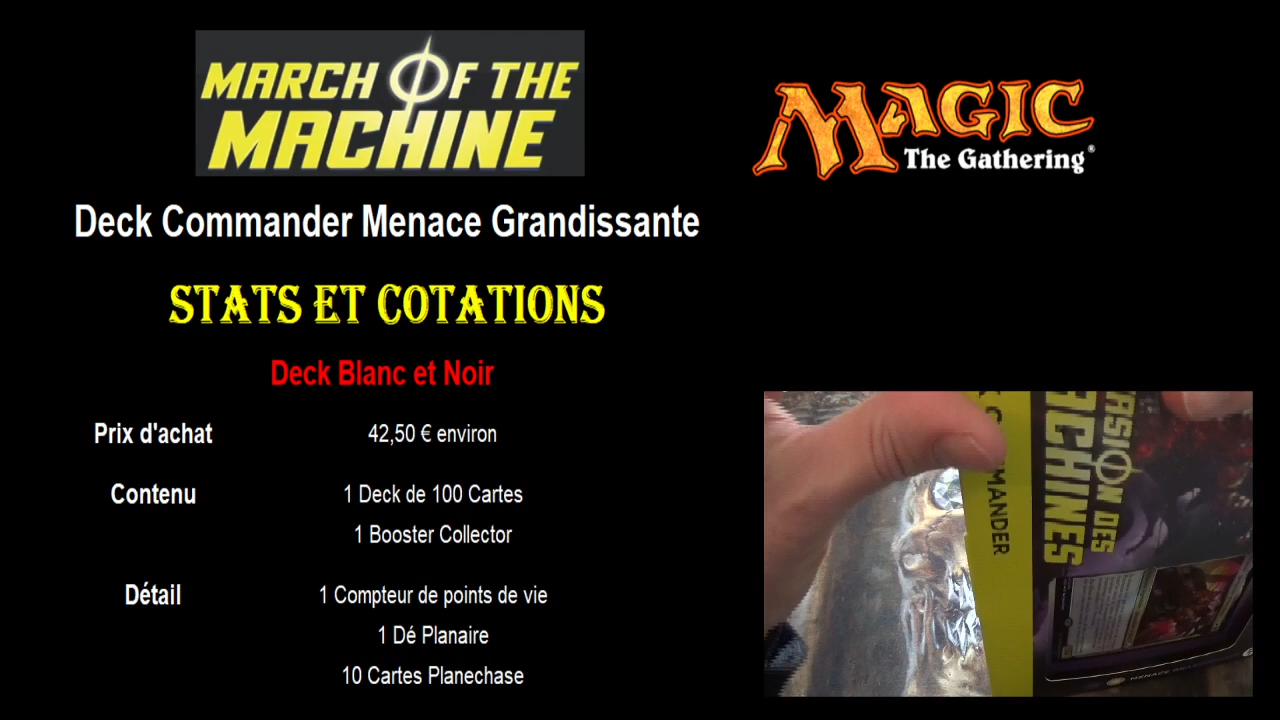 MARCH OF THE
MACHINE
MAGIC
The Gathering®
Deck Commander Menace Grandissante
STATS ET COTATIONS
Deck Blanc et Noir
Prix d'achat
42,50 € environ
Contenu
1 Deck de 100 Cartes
1 Booster Collector
Détail
1 Compteur de points de vie
1 Dé Planaire
10 Cartes Planechase
MANDER
ASION DES
ACHINES
MENACE